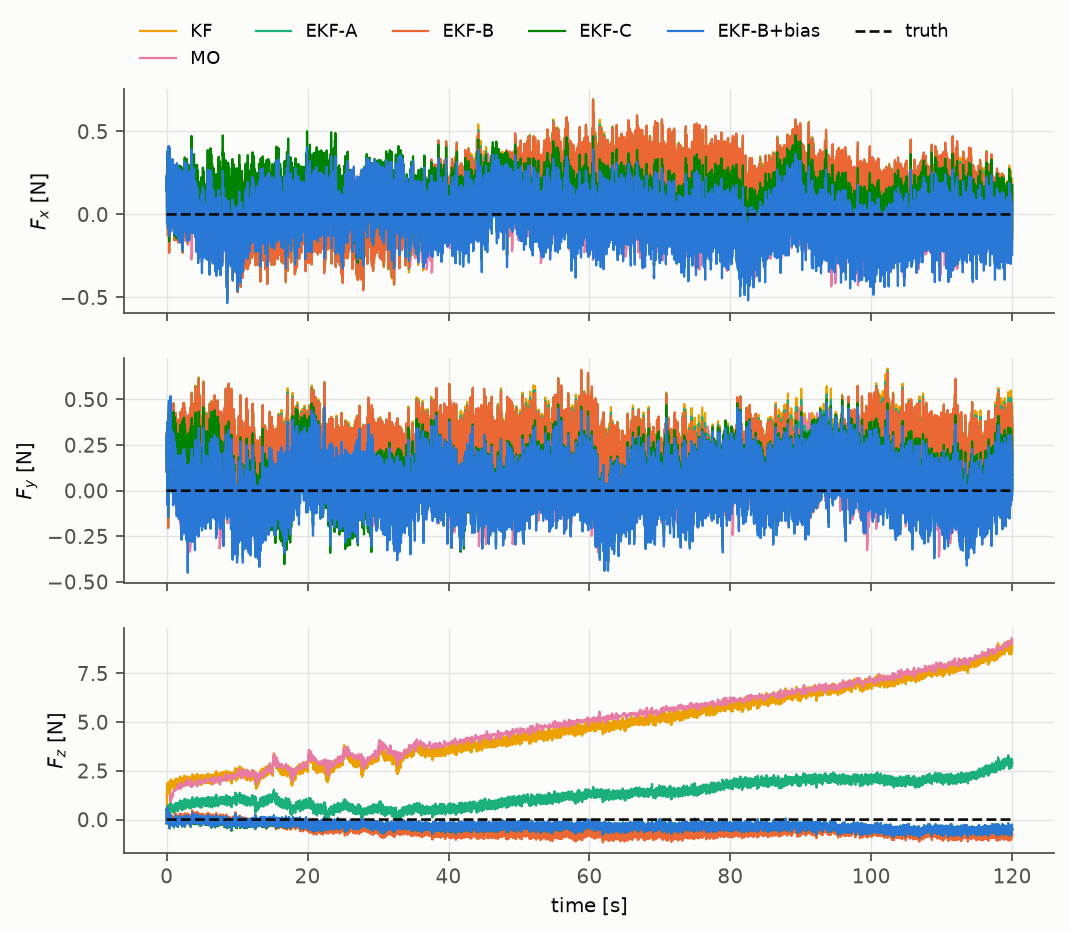 KF EKF-A EKF-B EKF-C EKF-B+bias truth
MO
0.5
0.0
−0.5
F_x [N]
0.50
0.25
0.00
−0.25
−0.50
F_y [N]
7.5
5.0
2.5
0.0
F_z [N]
0 20 40 60 80 100 120
time [s]